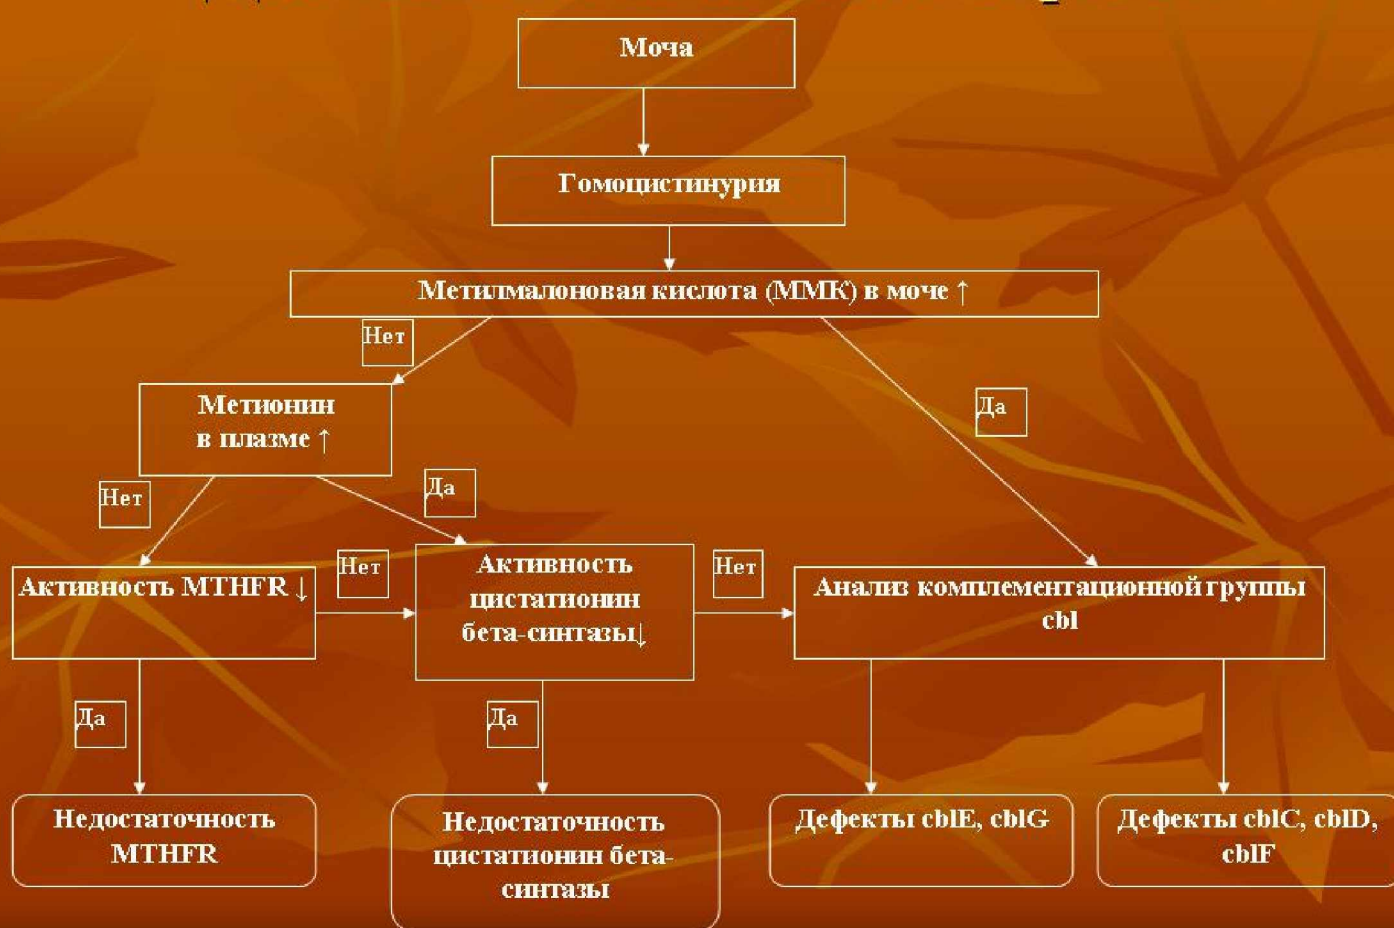 Моча
Гомоцистинурия
Метилмалоновая кислота (ММК) в моче ↑
Нет
Да
Метионин
в плазме ↑
Нет
Да
Активность MTHFR ↓
Нет
Активность
цистатионин
бета-синтазы↓
Нет
Анализ комплементационной группы
cbl
Да
Да
Недостаточность
MTHFR
Недостаточность
цистатионин бета-
синтазы
Дефекты cblE, cblG
Дефекты cblC, cblD,
cblF